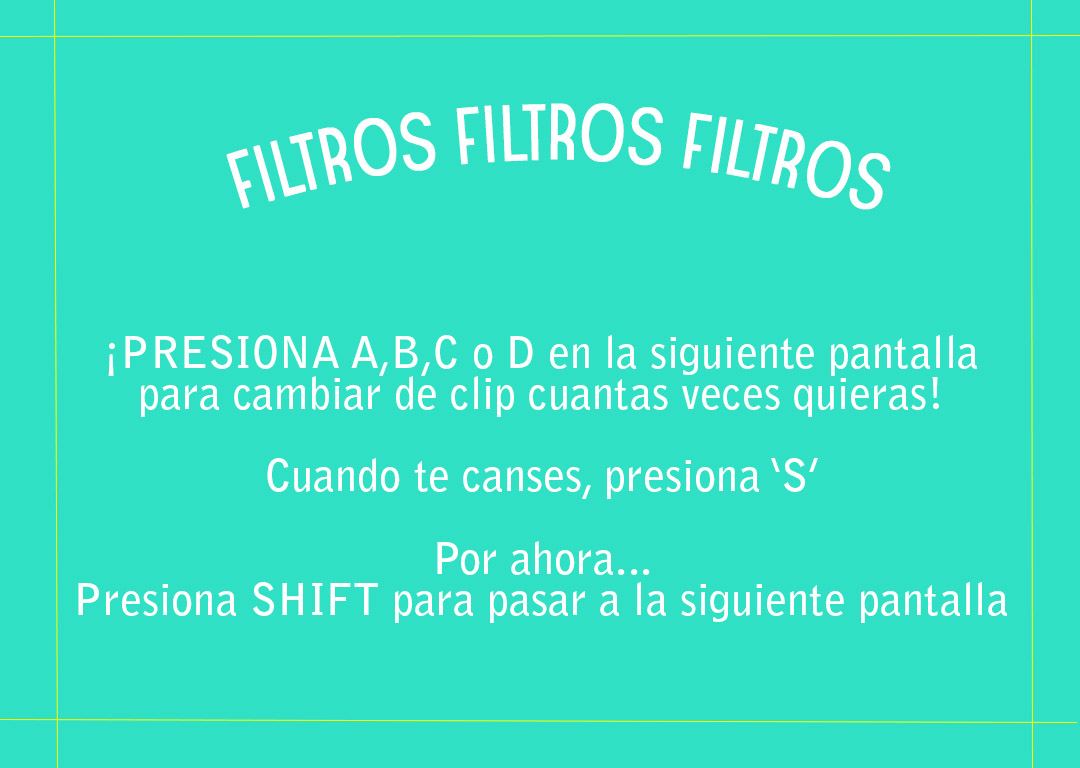 FILTROS FILTROS FILTROS
¡PRESIONA A,B,C o D en la siguiente pantalla
para cambiar de clip cuantas veces quieras!
Cuando te canses, presiona ‘S’
Por ahora...
Presiona SHIFT para pasar a la siguiente pantalla